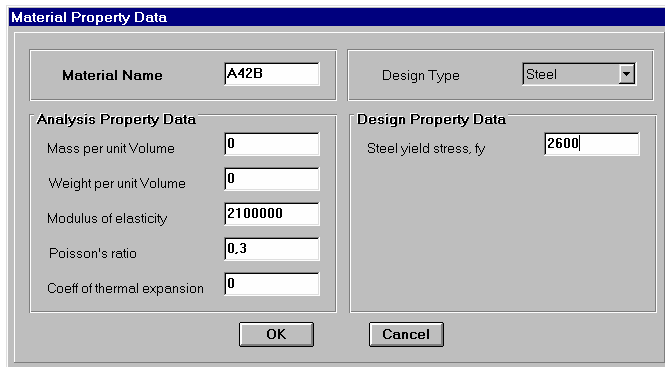 Material Property Data
Material Name A42B
Design Type Steel
Analysis Property Data
Mass per unit Volume 0
Weight per unit Volume 0
Modulus of elasticity 2100000
Poisson's ratio 0,3
Coeff of thermal expansion 0
Design Property Data
Steel yield stress, fy 2600
OK Cancel